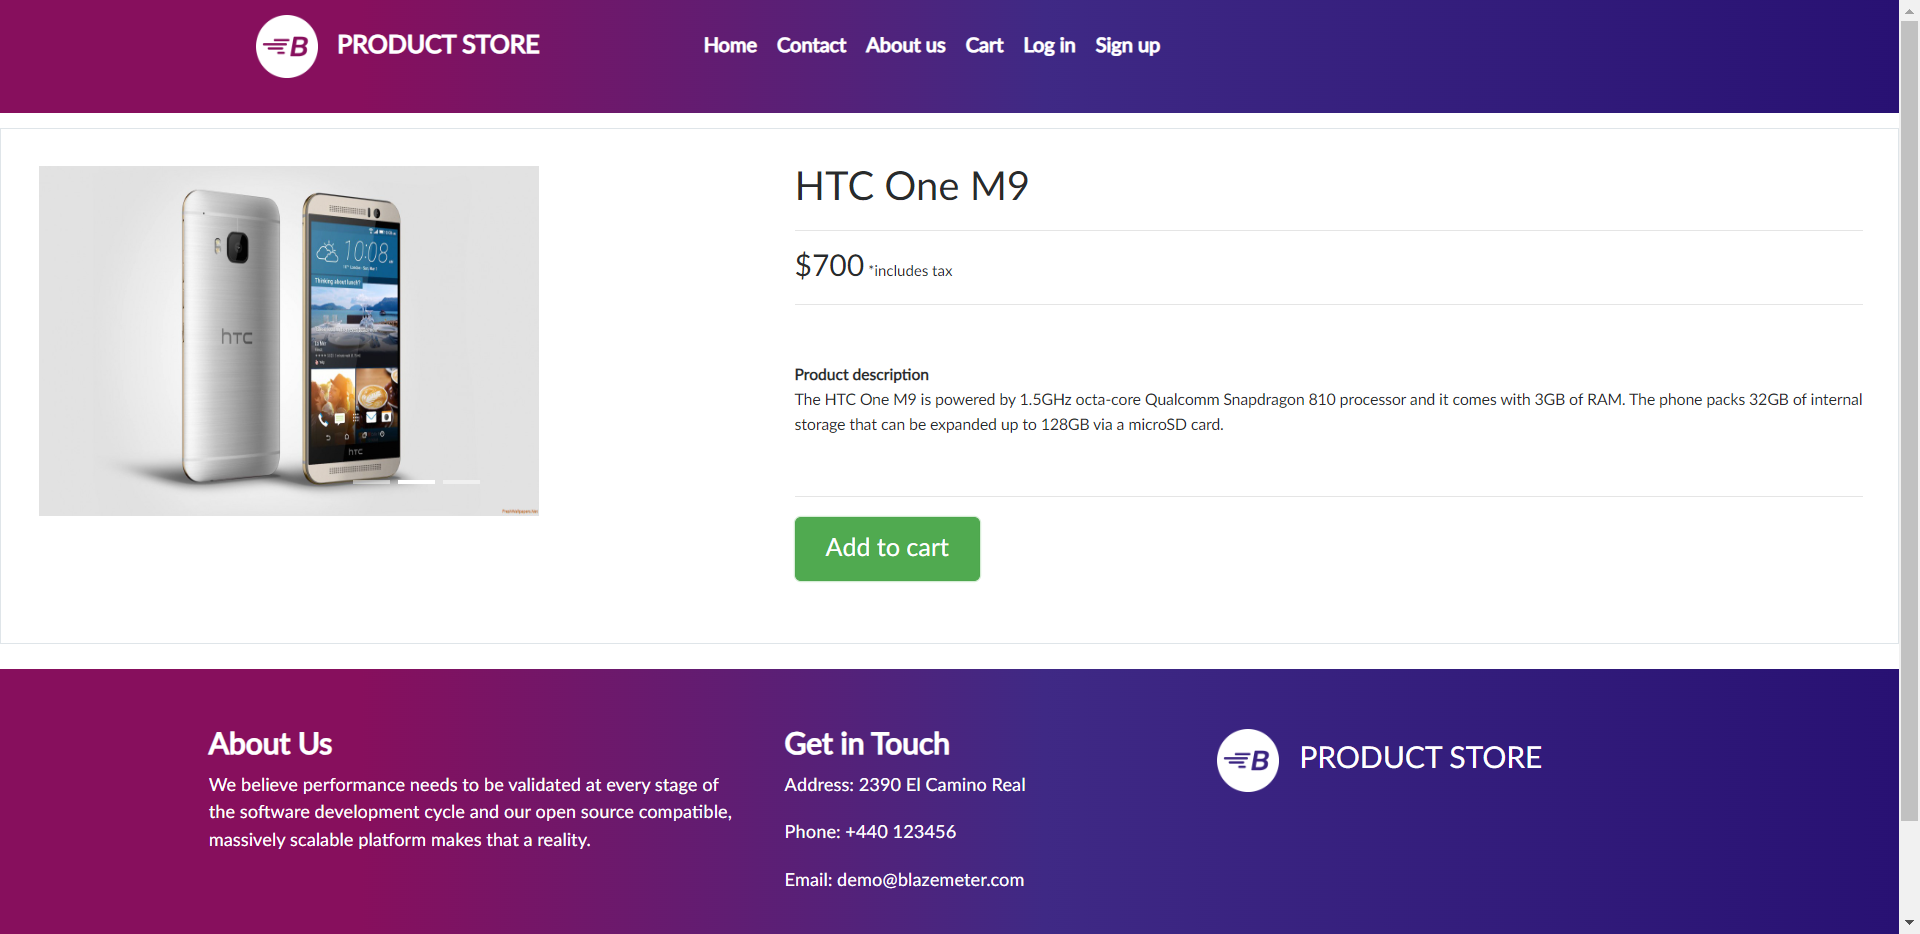 B PRODUCT STORE
Home Contact About us Cart Log in Sign up
HTC One M9
$700 *includes tax
10:08
Thinking about lunch?
htc
hTC
Product description
The HTC One M9 is powered by 1.5GHz octa-core Qualcomm Snapdragon 810 processor and it comes with 3GB of RAM. The phone packs 32GB of internal
storage that can be expanded up to 128GB via a microSD card.
Add to cart
About Us
We believe performance needs to be validated at every stage of
the software development cycle and our open source compatible,
massively scalable platform makes that a reality.
Get in Touch
Address: 2390 El Camino Real
Phone: +440 123456
Email: demo@blazemeter.com
B PRODUCT STORE